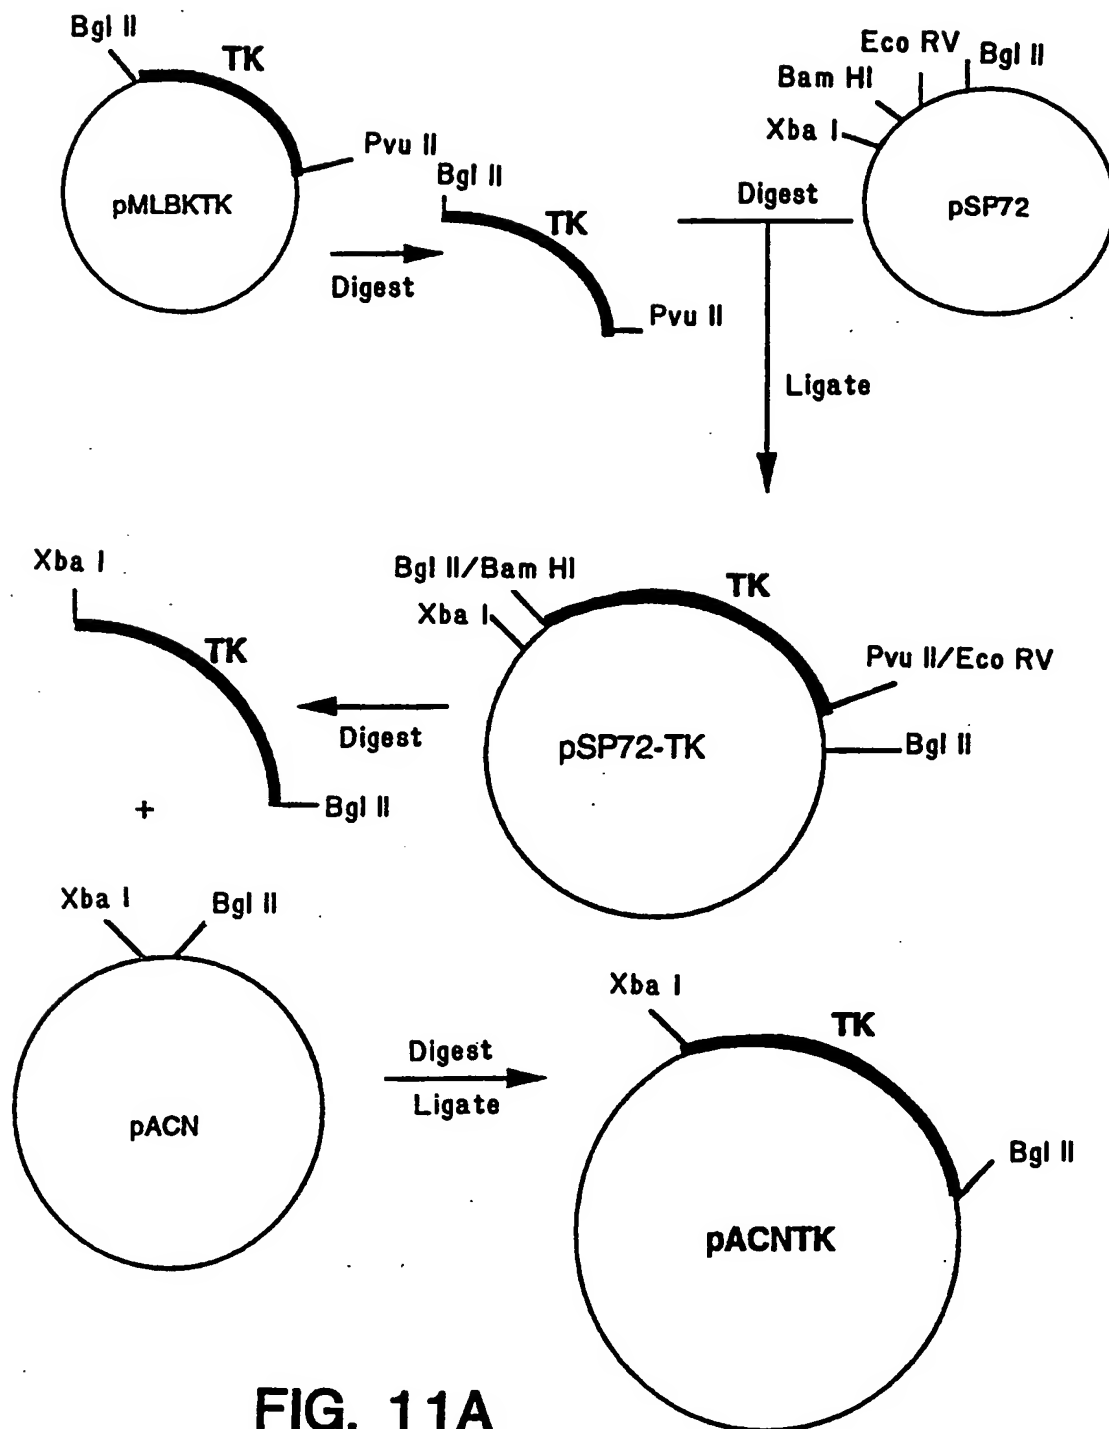 Bgl II
TK
Pvu II
pMLBKTK
Digest
Bgl II
TK
Pvu II
Digest
Eco RV
Bgl II
Bam HI
Xba I
pSP72
Ligate
Xba I
TK
Bgl II
Digest
Bgl II/Bam HI
Xba I
TK
Pvu II/Eco RV
Bgl II
pSP72-TK
+
Xba I
Bgl II
pACN
Digest
Ligate
Xba I
TK
Bgl II
pACNTK
FIG. 11A